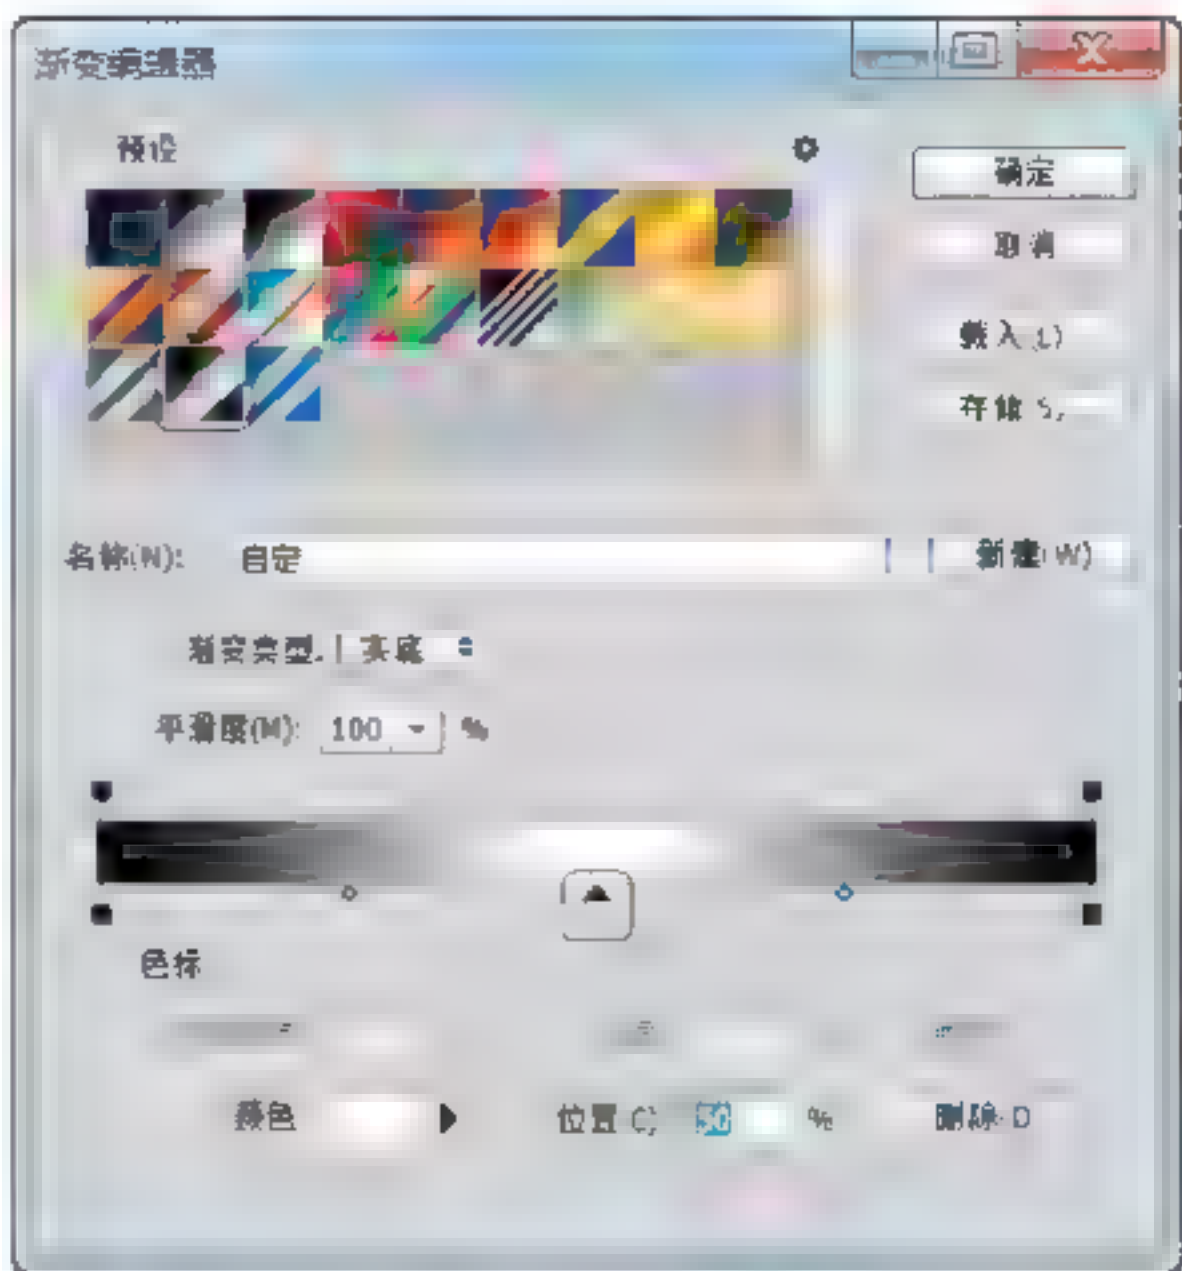 渐变编辑器
预设
确定
取消
载入(L)
存储 S)
名称(N): 自定 新建(W)
渐变类型: 实底
平滑度(M): 100 %
色标
颜色 位置 C) 50 % 删除 D